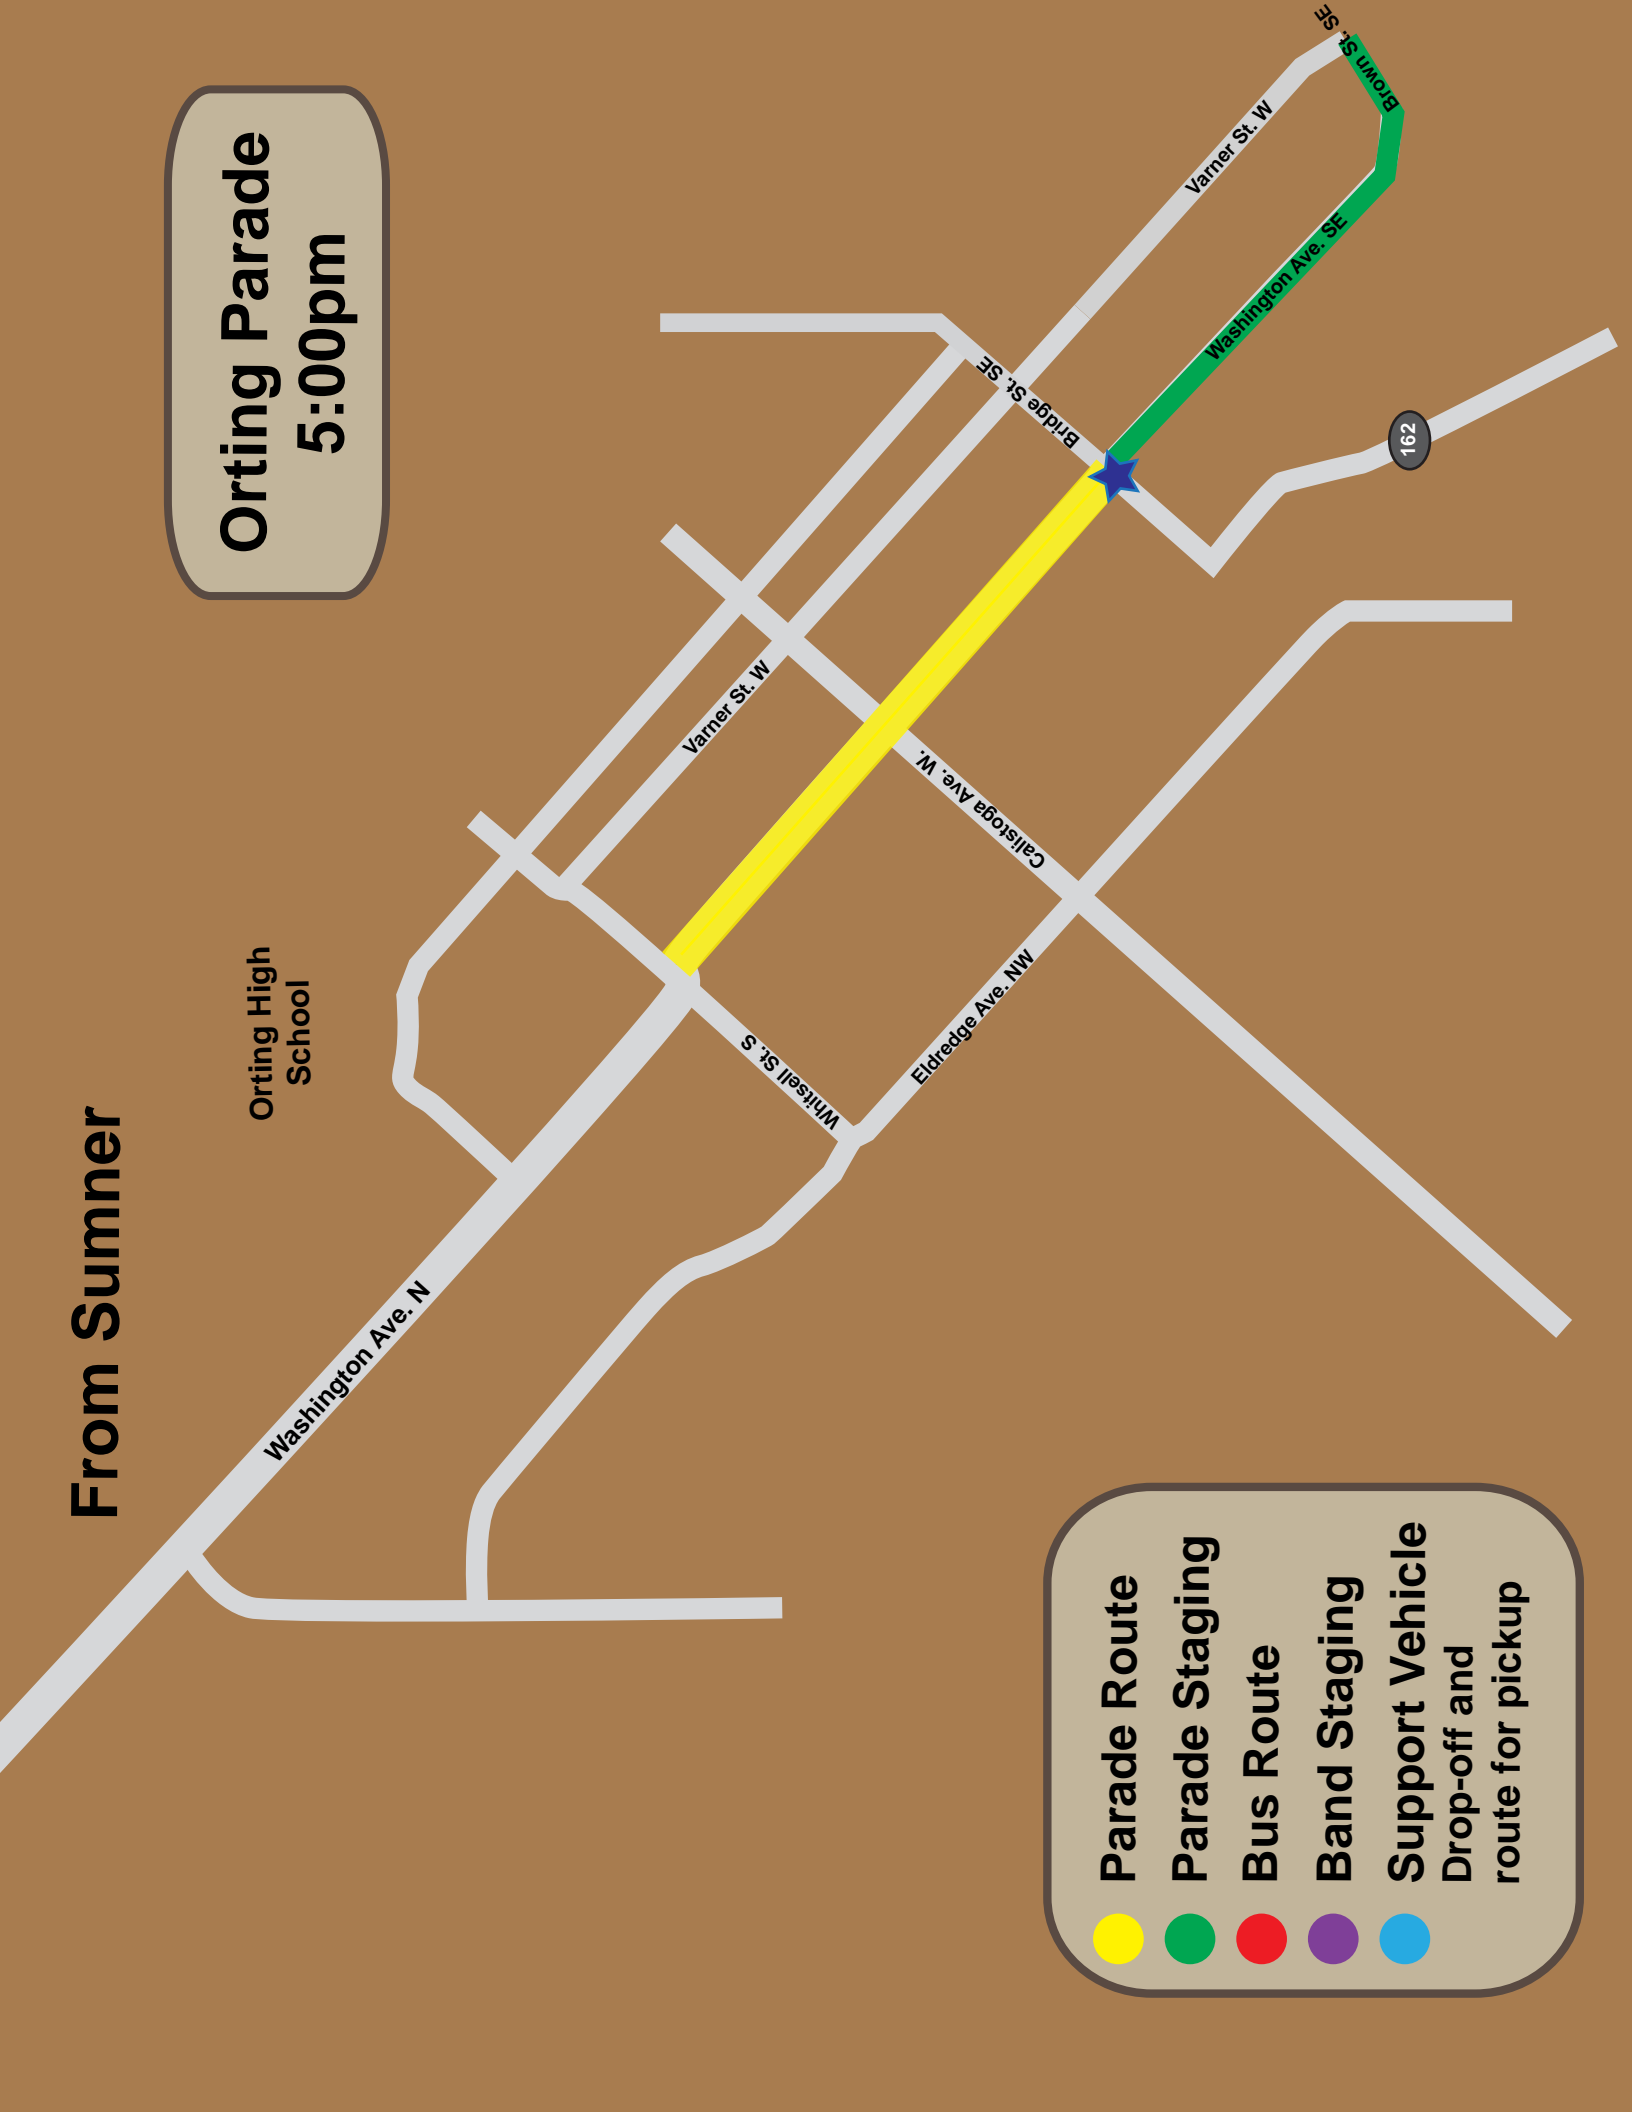 Orting Parade
5:00pm
From Sumner
Orting High
School
Washington Ave. N
Whitsell St. S
Eldredge Ave. NW
Varner St. W
Calistoga Ave. W.
Bridge St. SE
Varner St. W
Washington Ave. SE
Brown St. SE
162
Parade Route
Parade Staging
Bus Route
Band Staging
Support Vehicle
Drop-off and
route for pickup